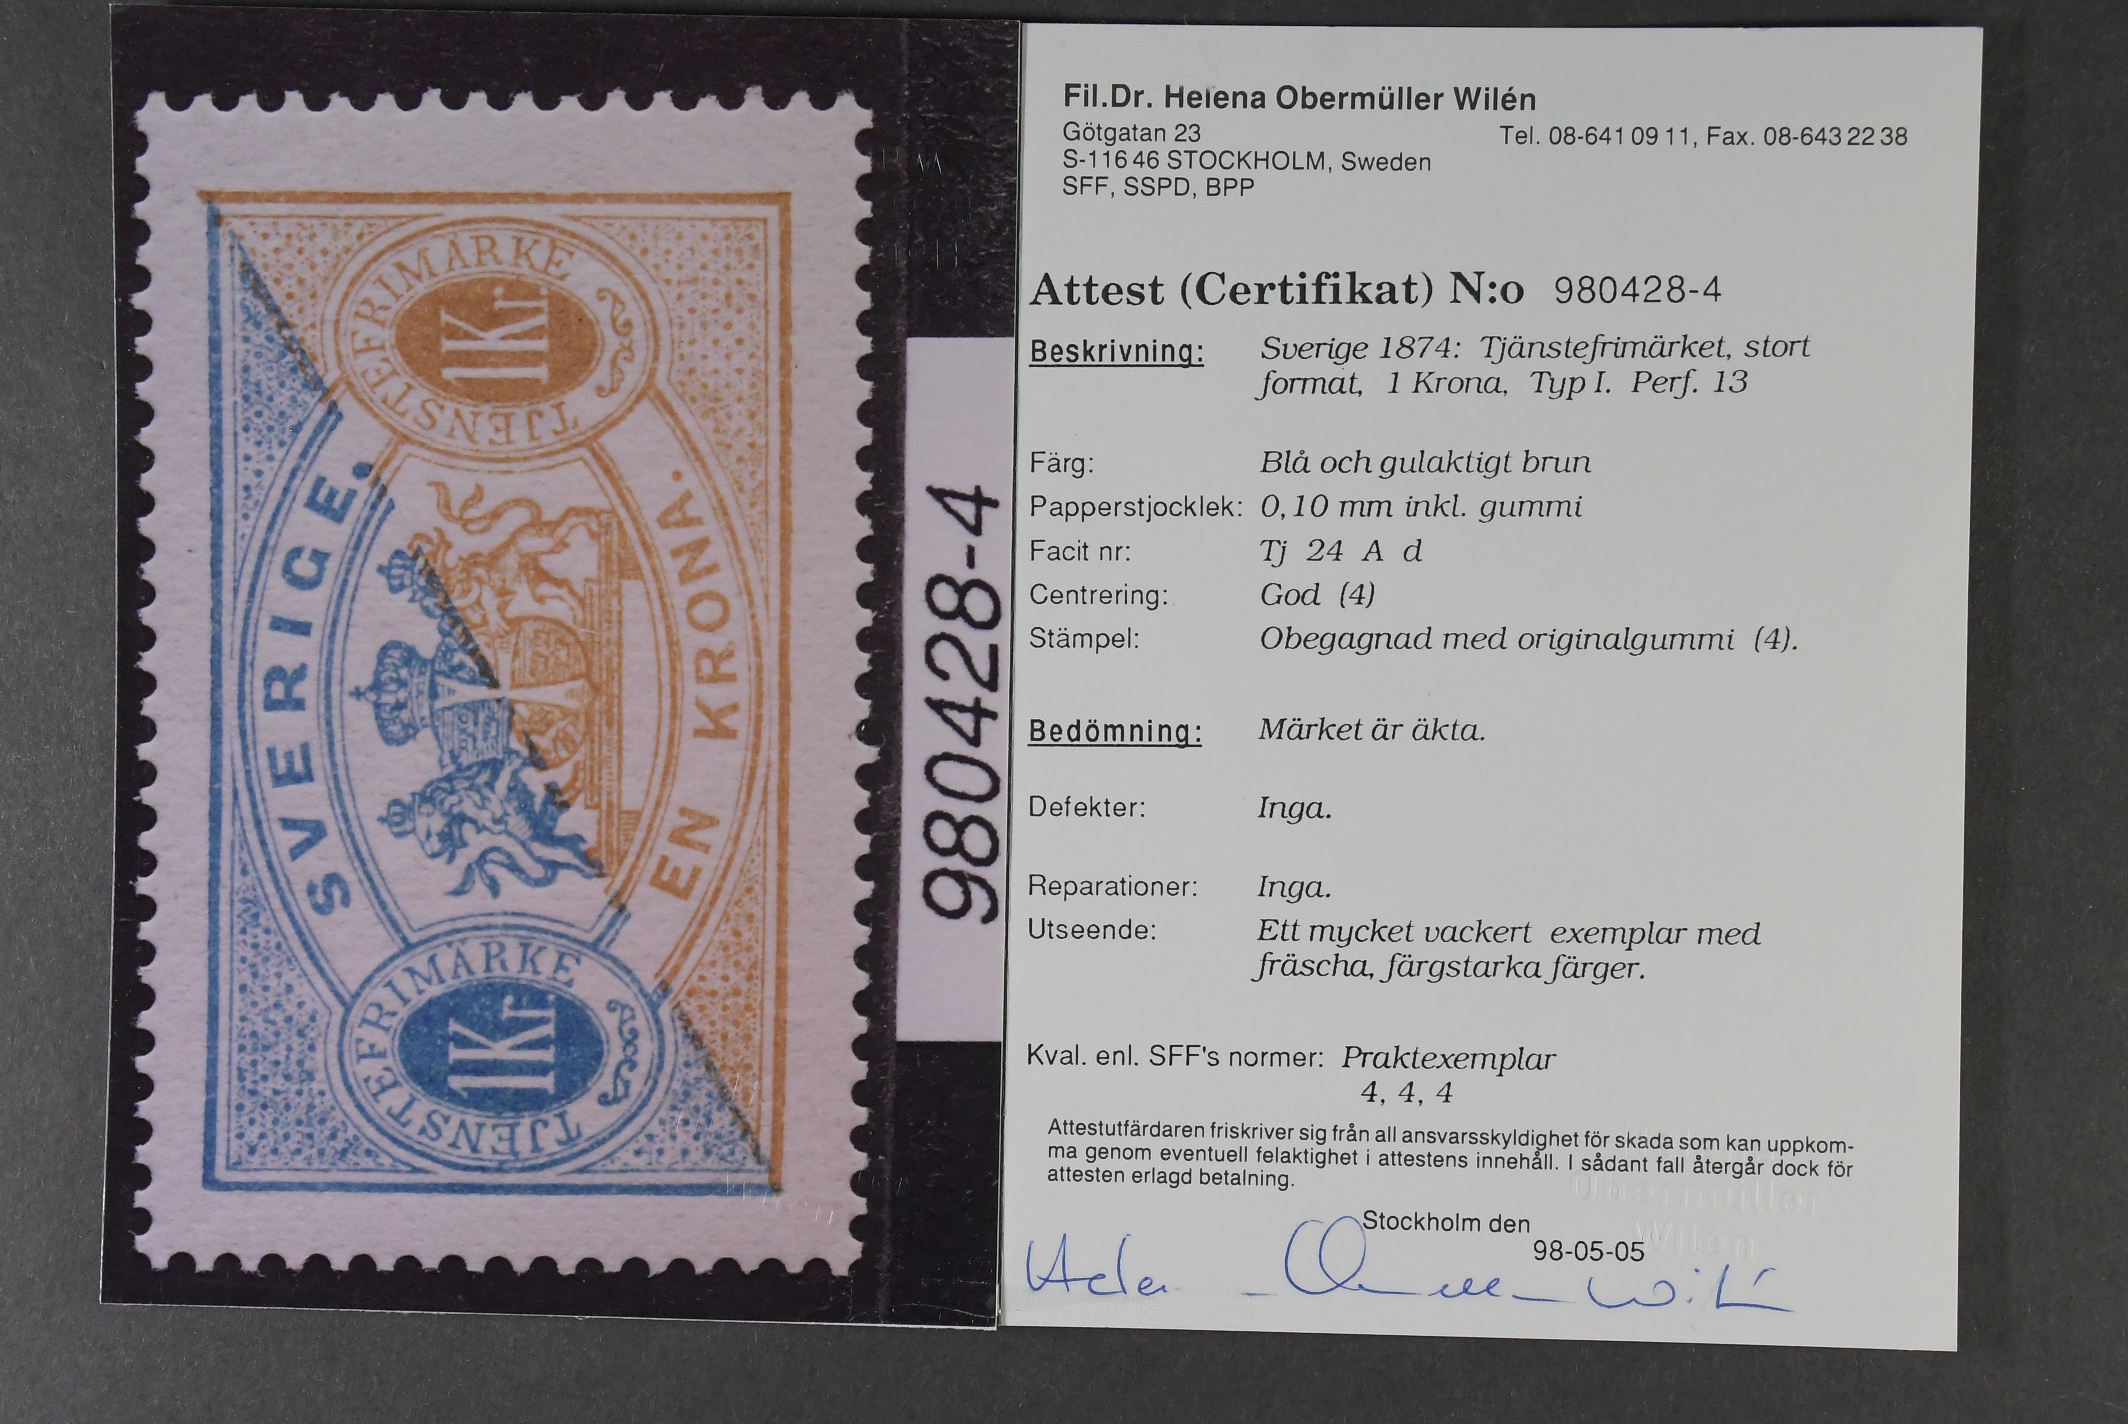 TJENSTEFRIMÄRKE
1Kr.
SVERIGE.
EN KRONA.
TJENSTEFRIMÄRKE
1Kr.
980428-4
Fil.Dr. Helena Obermüller Wilén
Götgatan 23
Tel. 08-641 09 11, Fax. 08-643 22 38
S-116 46 STOCKHOLM, Sweden
SFF, SSPD, BPP
Attest (Certifikat) N:o 980428-4
Beskrivning: Sverige 1874: Tjänstefrimärket, stort
format, 1 Krona, Typ I. Perf. 13
Färg: Blå och gulaktigt brun
Papperstjocklek: 0,10 mm inkl. gummi
Facit nr: Tj 24 A d
Centrering: God (4)
Stämpel: Obegagnad med originalgummi (4).
Bedömning: Märket är äkta.
Defekter: Inga.
Reparationer: Inga.
Utseende: Ett mycket vackert exemplar med
fräscha, färgstarka färger.
Kval. enl. SFF's normer: Praktexemplar
4, 4, 4
Attestutfärdaren friskriver sig från all ansvarsskyldighet för skada som kan uppkom-
ma genom eventuell felaktighet i attestens innehåll. I sådant fall återgår dock för
attesten erlagd betalning.
Obermüller
Wilén
Stockholm den
98-05-05